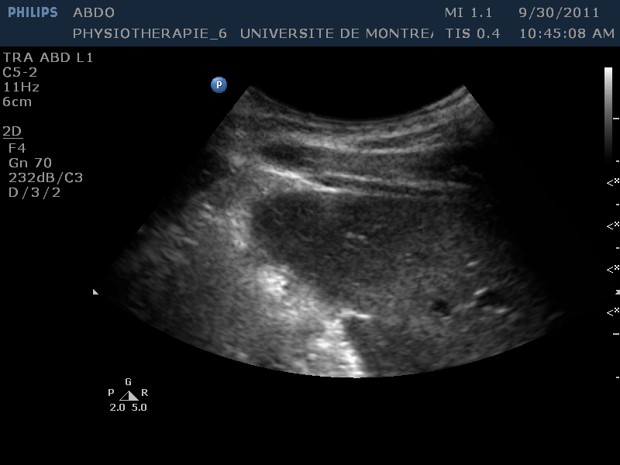 PHILIPS ABDO MI 1.1 9/30/2011
PHYSIOTHERAPIE_6 UNIVERSITE DE MONTRE TIS 0.4 10:45:08 AM
TRA ABD L1
C5-2
11Hz
6cm
P
2D
F4
Gn 70
232dB/C3
D/3/2
G
P R
2.0 5.0